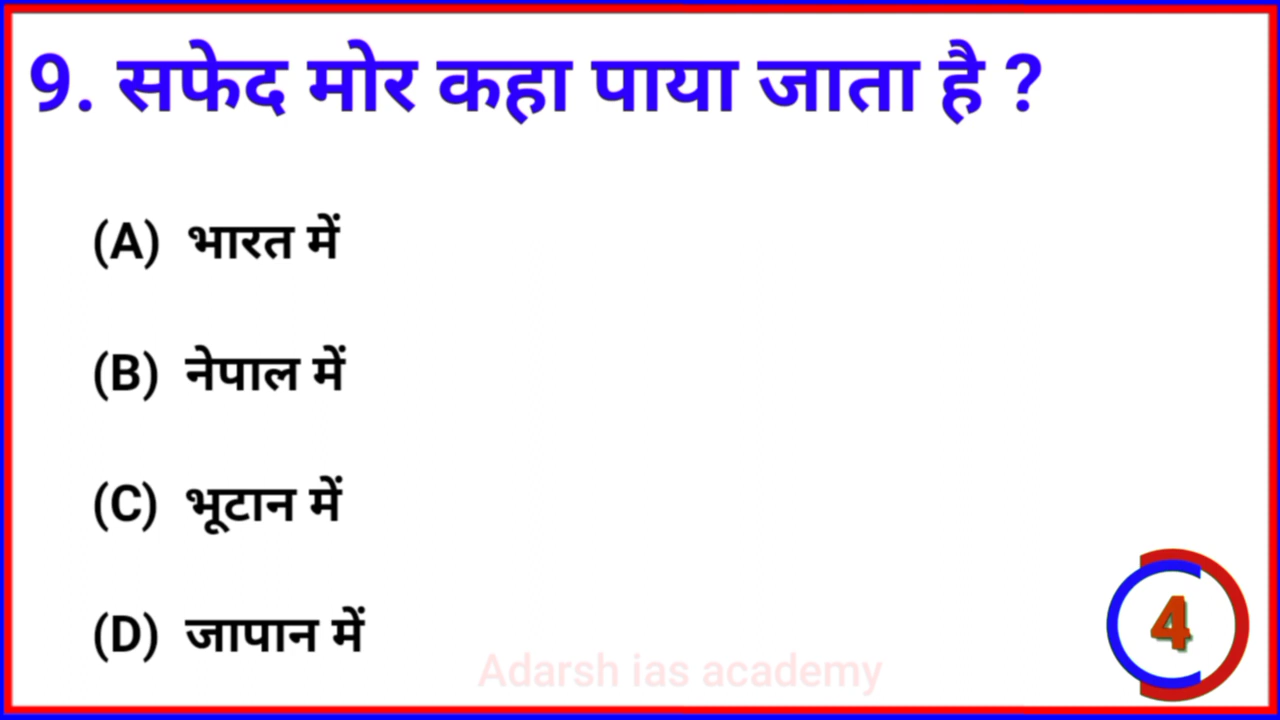 9. सफेद मोर कहा पाया जाता है ?
(A) भारत में
(B) नेपाल में
(C) भूटान में
(D) जापान में
4
Adarsh ias academy